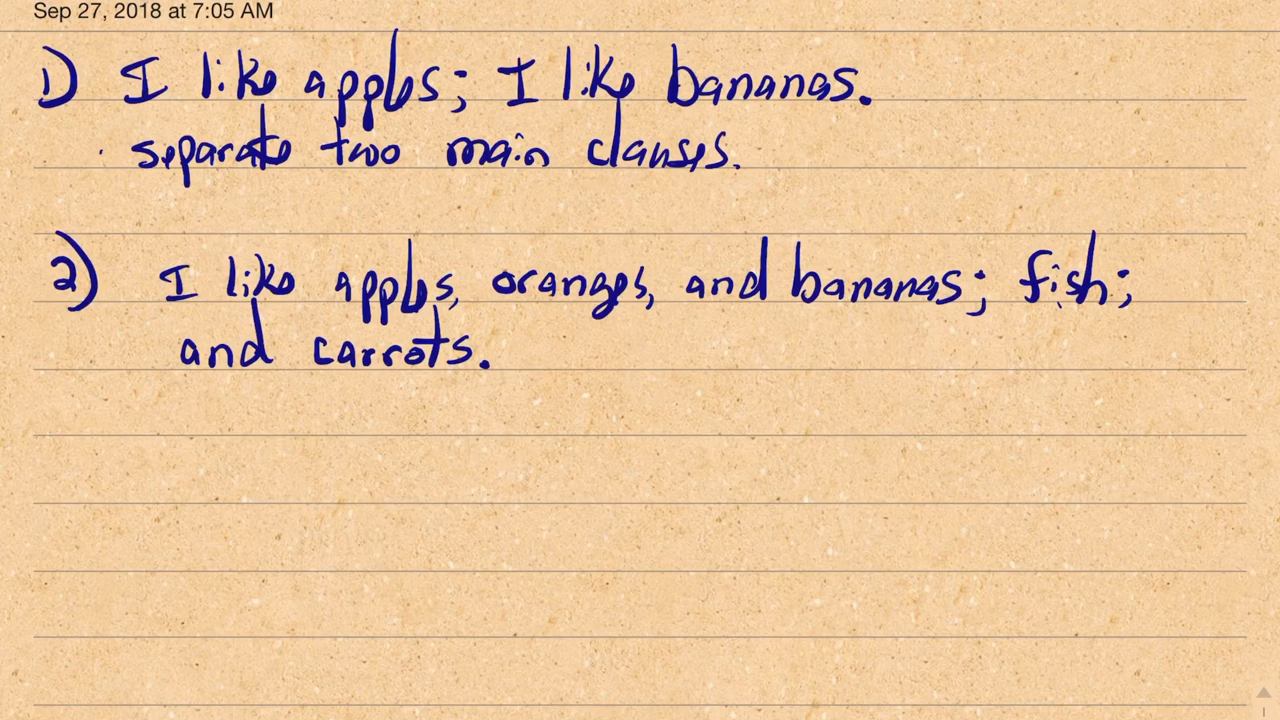 Sep 27, 2018 at 7:05 AM
1) I like apples; I like bananas.
· separate two main clauses.
2) I like apples, oranges, and bananas; fish;
and carrots.